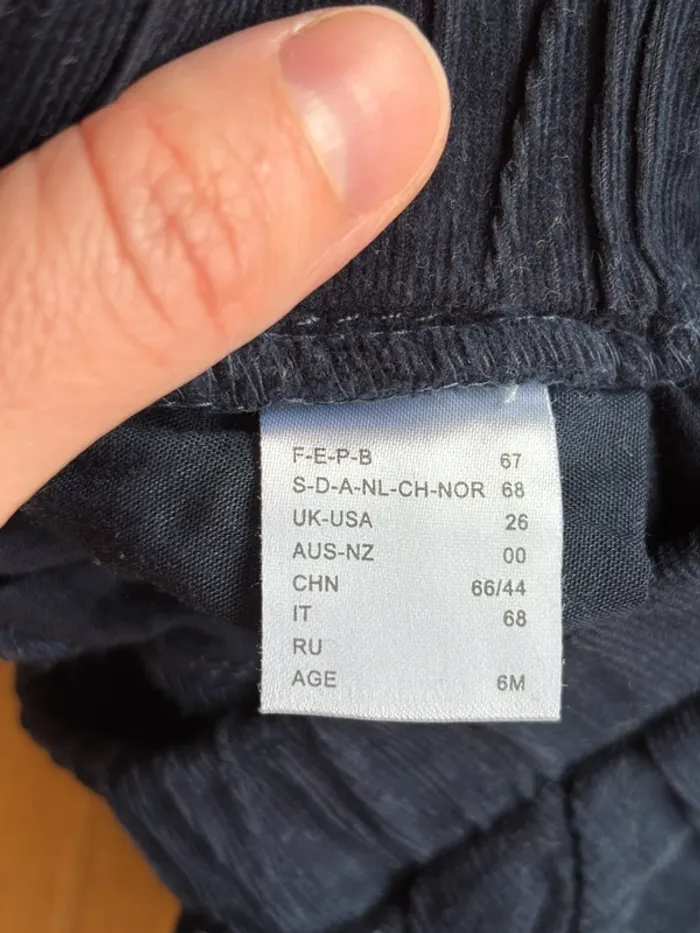 F-E-P-B 67
S-D-A-NL-CH-NOR 68
UK-USA 26
AUS-NZ 00
CHN 66/44
IT 68
RU
AGE 6M